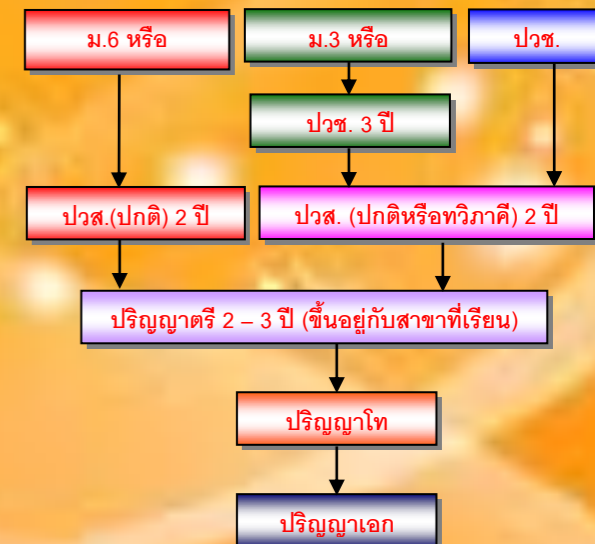 ม.6 หรือ
ม.3 หรือ
ปวช.
ปวช. 3 ปี
ปวส.(ปกติ) 2 ปี
ปวส. (ปกติหรือทวิภาคี) 2 ปี
ปริญญาตรี 2 – 3 ปี (ขึ้นอยู่กับสาขาที่เรียน)
ปริญญาโท
ปริญญาเอก